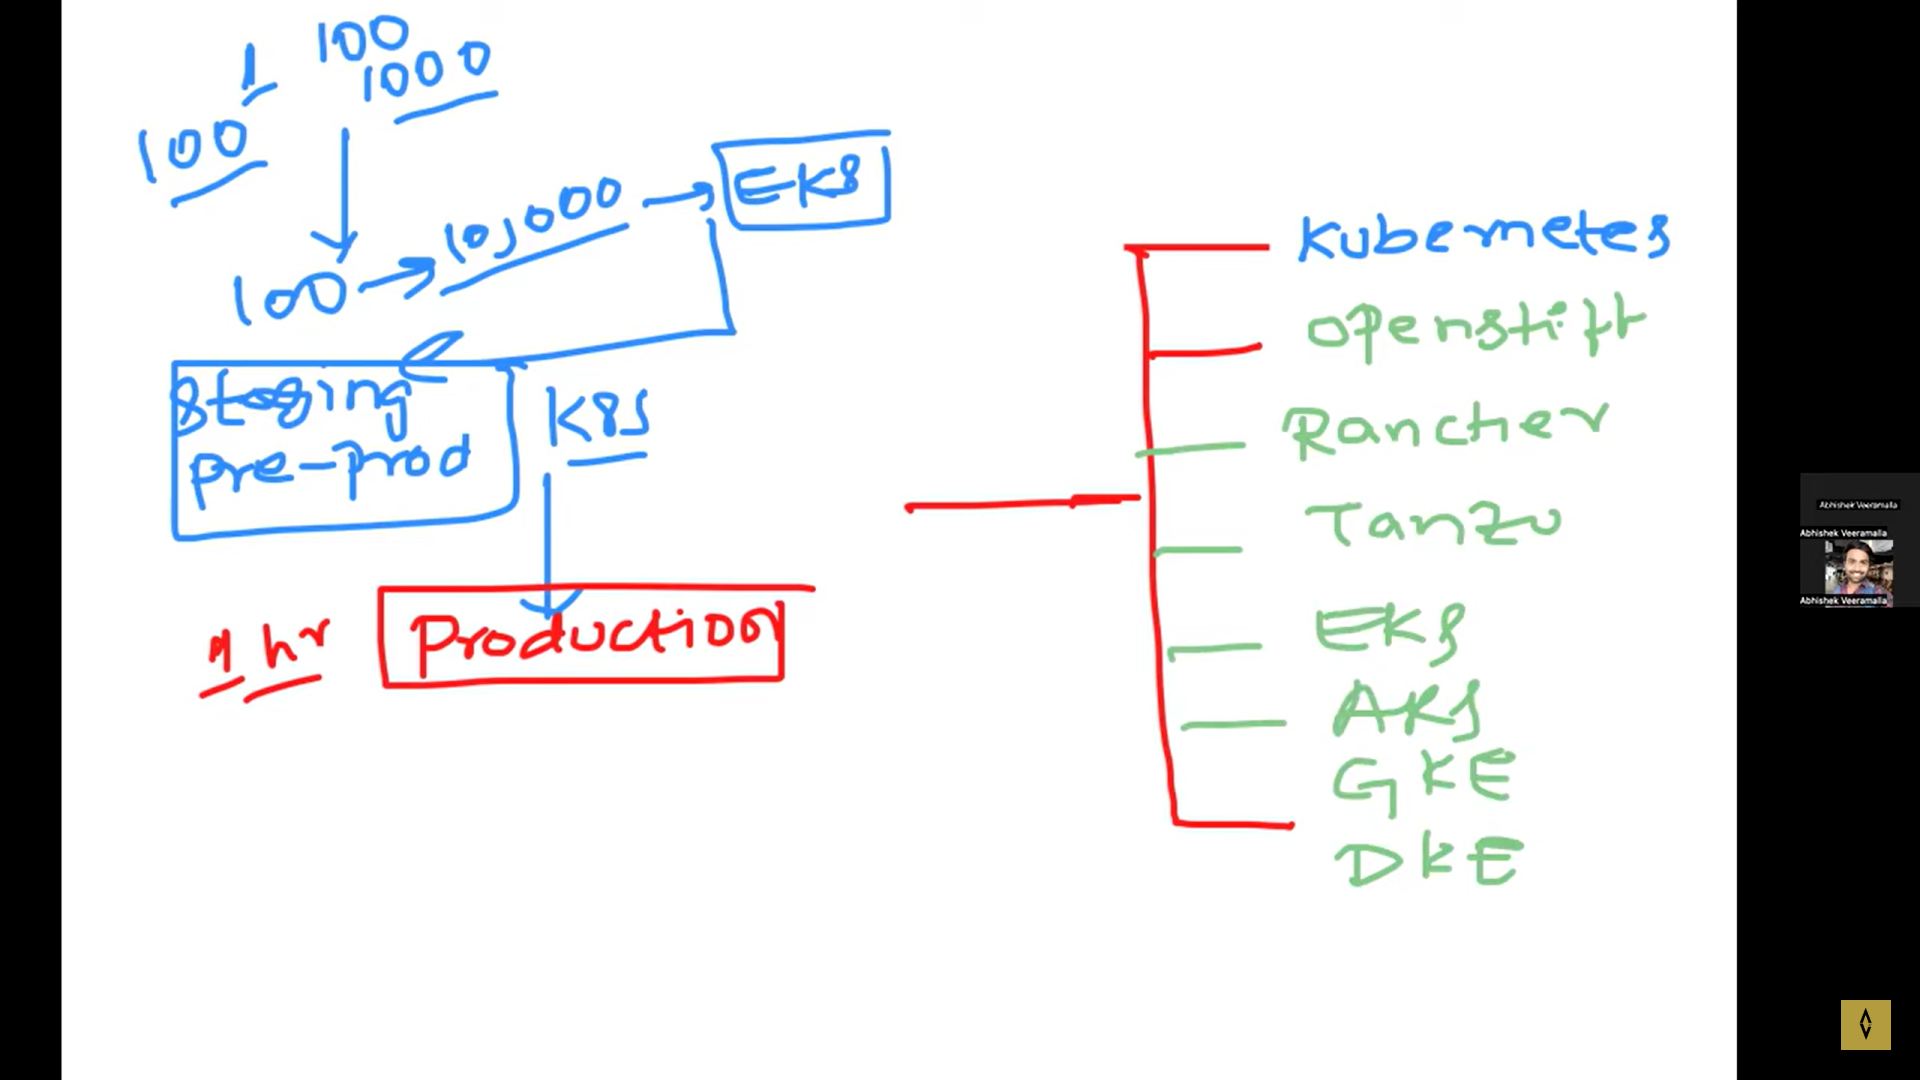 1 100
1000
100
100 → 10,000 → EKS
Staging
pre-prod
K8S
1 hr
Production
Kubernetes
Openstift
Rancher
Tanzu
EKS
AKS
GKE
DKE
Abhishek Veeramalla
Abhishek Veeramalla
Abhishek Veeramalla